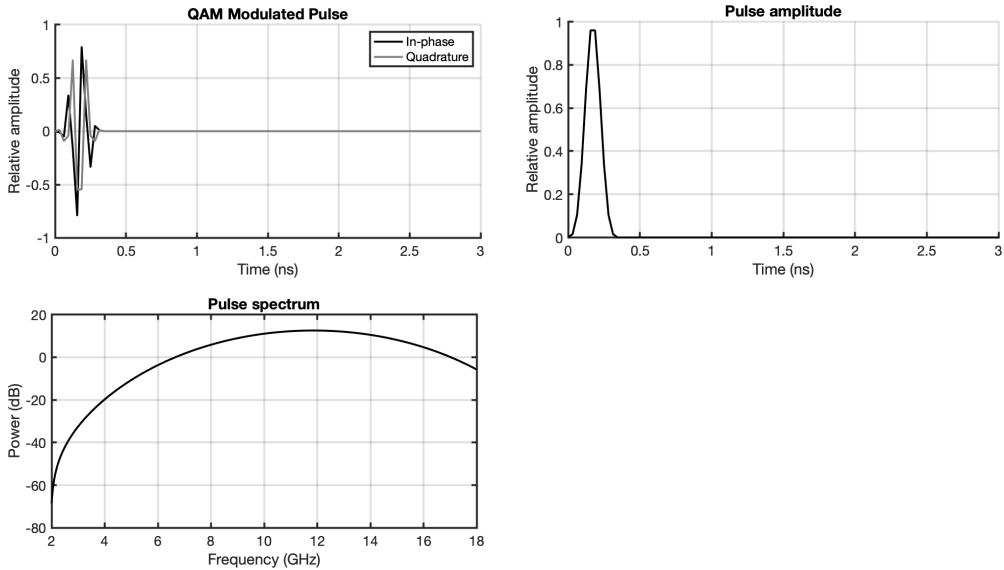 QAM Modulated Pulse
1
0.5
0
-0.5
-1
Relative amplitude
In-phase
Quadrature
0 0.5 1 1.5 2 2.5 3
Time (ns)
Pulse amplitude
1
0.8
0.6
0.4
0.2
0
Relative amplitude
0 0.5 1 1.5 2 2.5 3
Time (ns)
Pulse spectrum
20
0
-20
-40
-60
-80
Power (dB)
2 4 6 8 10 12 14 16 18
Frequency (GHz)